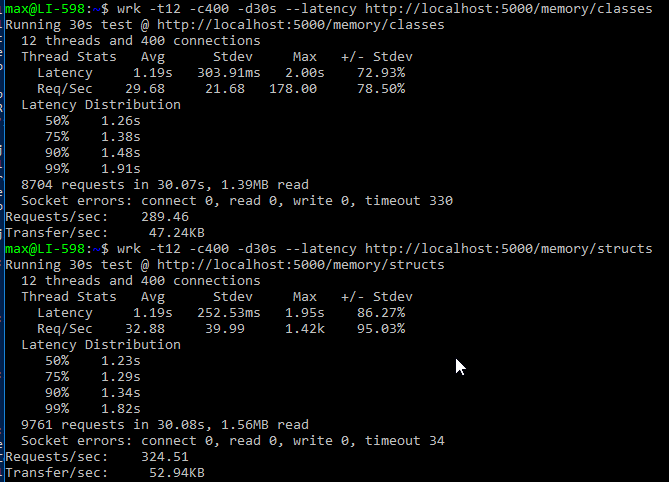 max@LI-598:~$ wrk -t12 -c400 -d30s --latency http://localhost:5000/memory/classes
Running 30s test @ http://localhost:5000/memory/classes
12 threads and 400 connections
Thread Stats Avg Stdev Max +/- Stdev
Latency 1.19s 303.91ms 2.00s 72.93%
Req/Sec 29.68 21.68 178.00 78.50%
Latency Distribution
50% 1.26s
75% 1.38s
90% 1.48s
99% 1.91s
8704 requests in 30.07s, 1.39MB read
Socket errors: connect 0, read 0, write 0, timeout 330
Requests/sec: 289.46
Transfer/sec: 47.24KB
max@LI-598:~$ wrk -t12 -c400 -d30s --latency http://localhost:5000/memory/structs
Running 30s test @ http://localhost:5000/memory/structs
12 threads and 400 connections
Thread Stats Avg Stdev Max +/- Stdev
Latency 1.19s 252.53ms 1.95s 86.27%
Req/Sec 32.88 39.99 1.42k 95.03%
Latency Distribution
50% 1.23s
75% 1.29s
90% 1.34s
99% 1.82s
9761 requests in 30.08s, 1.56MB read
Socket errors: connect 0, read 0, write 0, timeout 34
Requests/sec: 324.51
Transfer/sec: 52.94KB